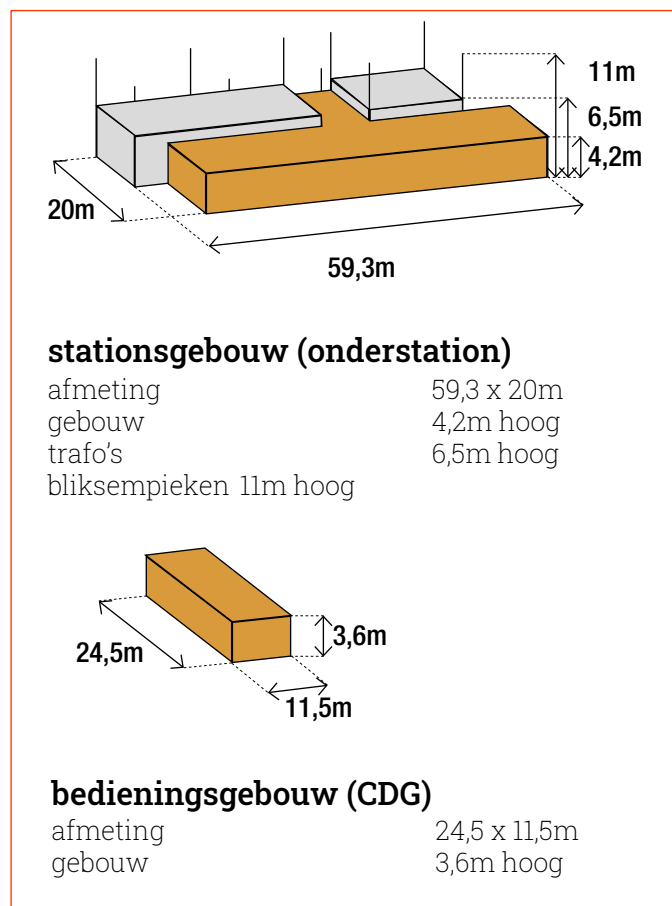 11m
6,5m
4,2m
20m
59,3m
stationsgebouw (onderstation)
afmeting 59,3 x 20m
gebouw 4,2m hoog
trafo's 6,5m hoog
bliksempieken 11m hoog
3,6m
24,5m
11,5m
bedieningsgebouw (CDG)
afmeting 24,5 x 11,5m
gebouw 3,6m hoog